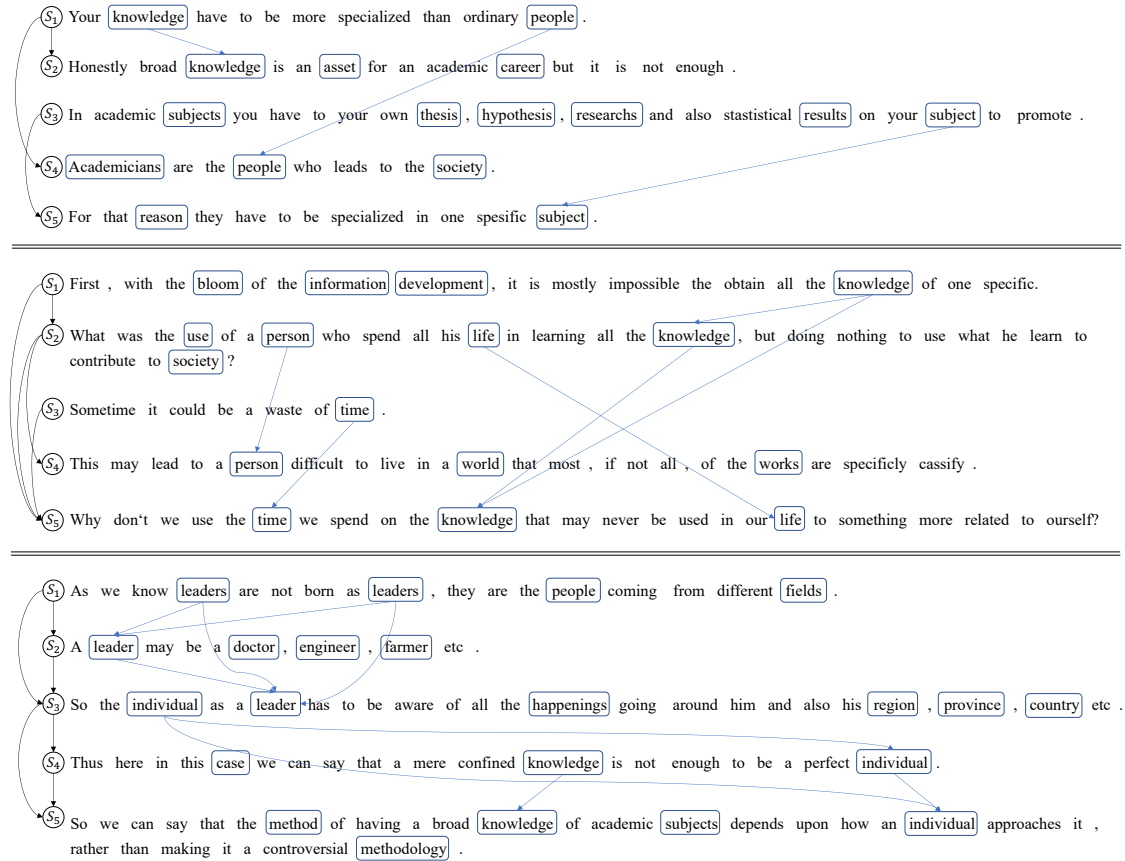 S1 Your knowledge have to be more specialized than ordinary people .
S2 Honestly broad knowledge is an asset for an academic career but it is not enough .
S3 In academic subjects you have to your own thesis , hypothesis , researchs and also stastistical results on your subject to promote .
S4 Academicians are the people who leads to the society .
S5 For that reason they have to be specialized in one spesific subject .
S1 First , with the bloom of the information development , it is mostly impossible the obtain all the knowledge of one specific.
S2 What was the use of a person who spend all his life in learning all the knowledge , but doing nothing to use what he learn to
contribute to society ?
S3 Sometime it could be a waste of time .
S4 This may lead to a person difficult to live in a world that most , if not all , of the works are specificly cassify .
S5 Why don‘t we use the time we spend on the knowledge that may never be used in our life to something more related to ourself?
S1 As we know leaders are not born as leaders , they are the people coming from different fields .
S2 A leader may be a doctor , engineer , farmer etc .
S3 So the individual as a leader has to be aware of all the happenings going around him and also his region , province , country etc .
S4 Thus here in this case we can say that a mere confined knowledge is not enough to be a perfect individual .
S5 So we can say that the method of having a broad knowledge of academic subjects depends upon how an individual approaches it ,
rather than making it a controversial methodology .